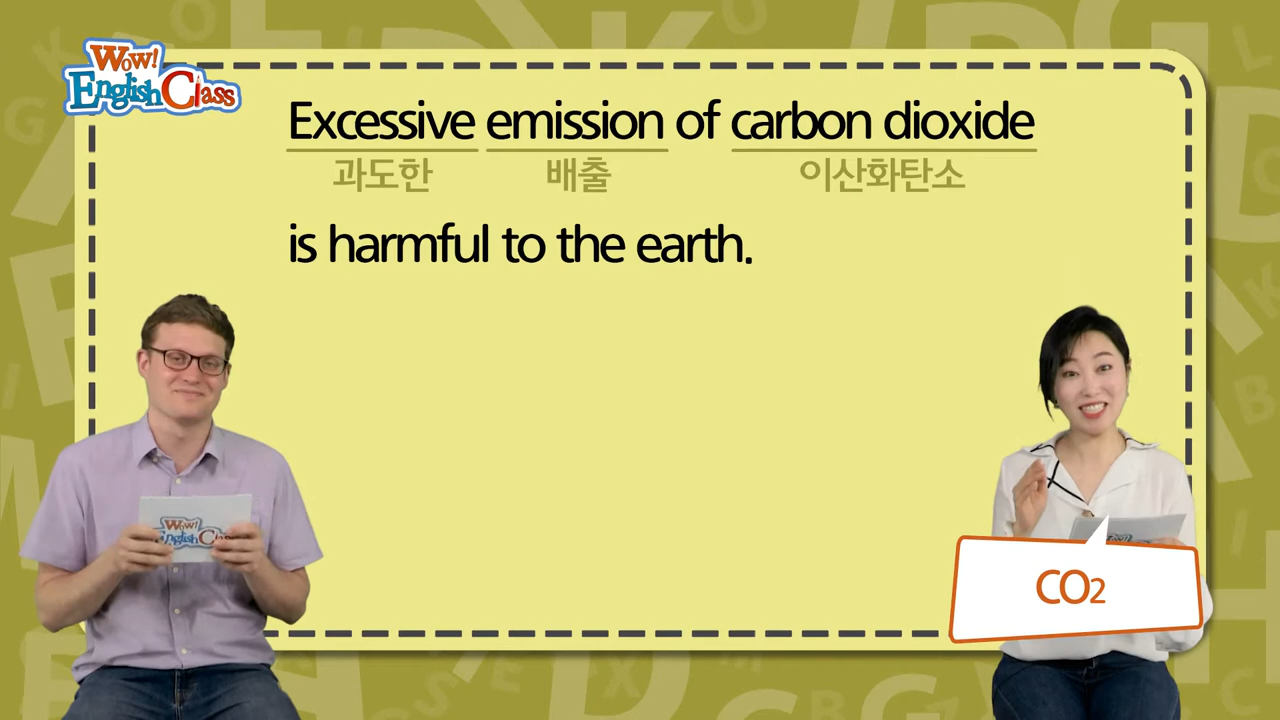 Wow!
English Class
Excessive emission of carbon dioxide
과도한 배출 이산화탄소
is harmful to the earth.
Wow!
English Class
CO2